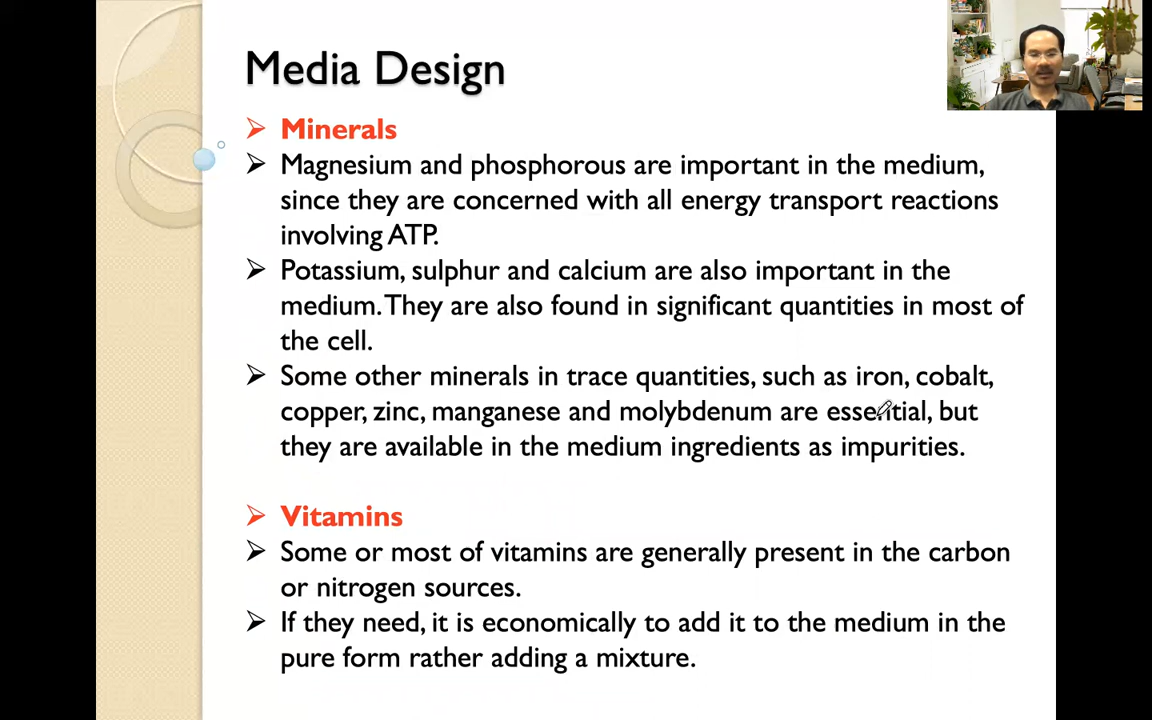 Media Design
Minerals
Magnesium and phosphorous are important in the medium,
since they are concerned with all energy transport reactions
involving ATP.
Potassium, sulphur and calcium are also important in the
medium. They are also found in significant quantities in most of
the cell.
Some other minerals in trace quantities, such as iron, cobalt,
copper, zinc, manganese and molybdenum are essential, but
they are available in the medium ingredients as impurities.
Vitamins
Some or most of vitamins are generally present in the carbon
or nitrogen sources.
If they need, it is economically to add it to the medium in the
pure form rather adding a mixture.